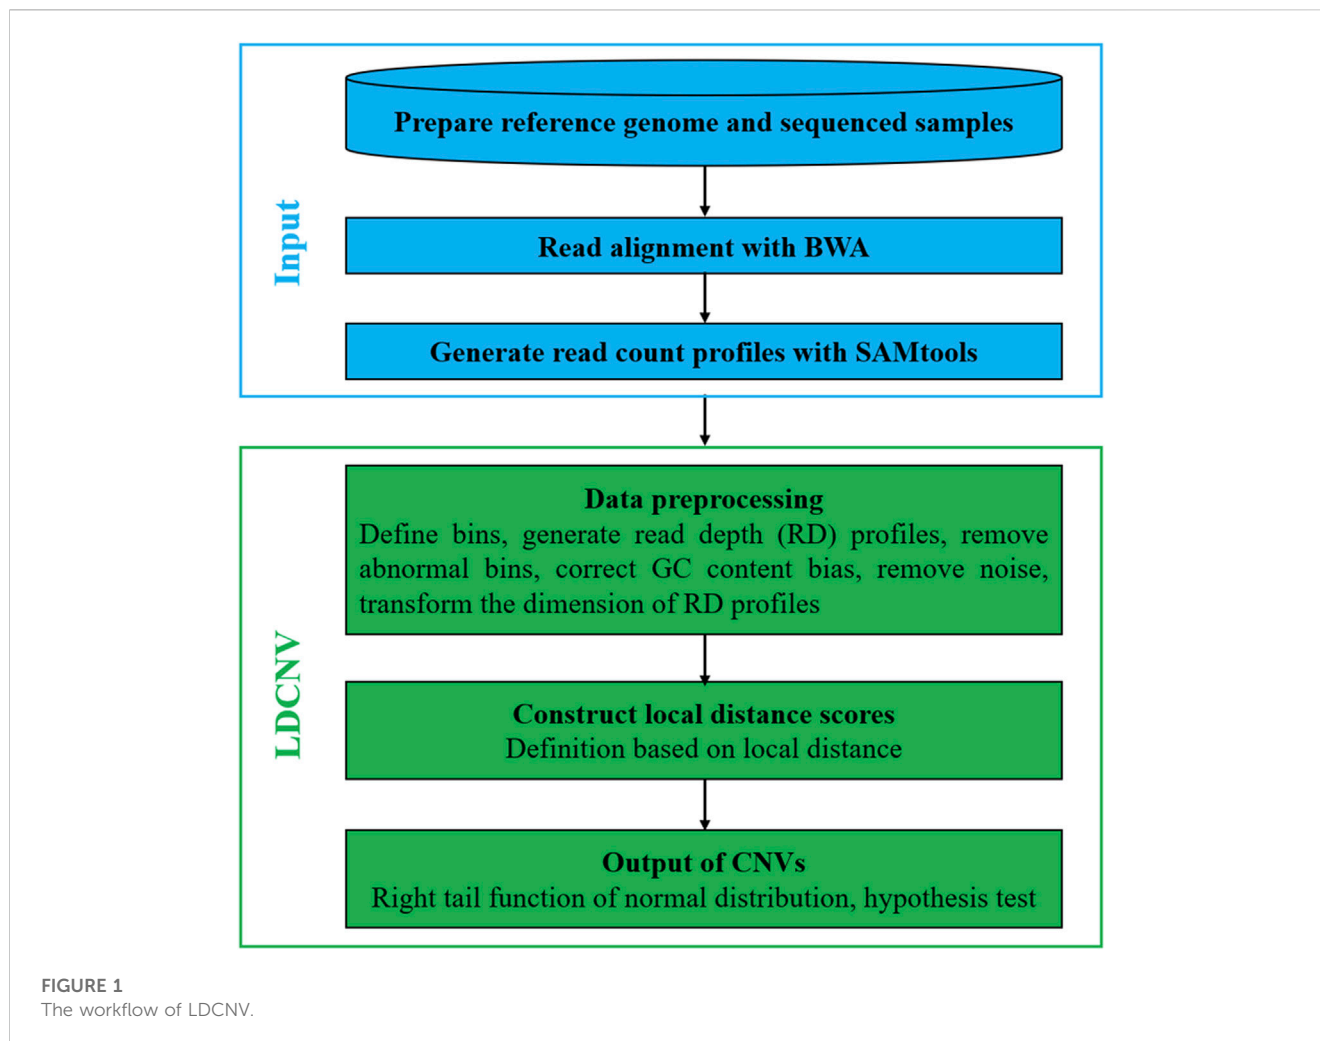 Input
Prepare reference genome and sequenced samples
Read alignment with BWA
Generate read count profiles with SAMtools
LDCNV
Data preprocessing
Define bins, generate read depth (RD) profiles, remove
abnormal bins, correct GC content bias, remove noise,
transform the dimension of RD profiles
Construct local distance scores
Definition based on local distance
Output of CNVs
Right tail function of normal distribution, hypothesis test
FIGURE 1
The workflow of LDCNV.